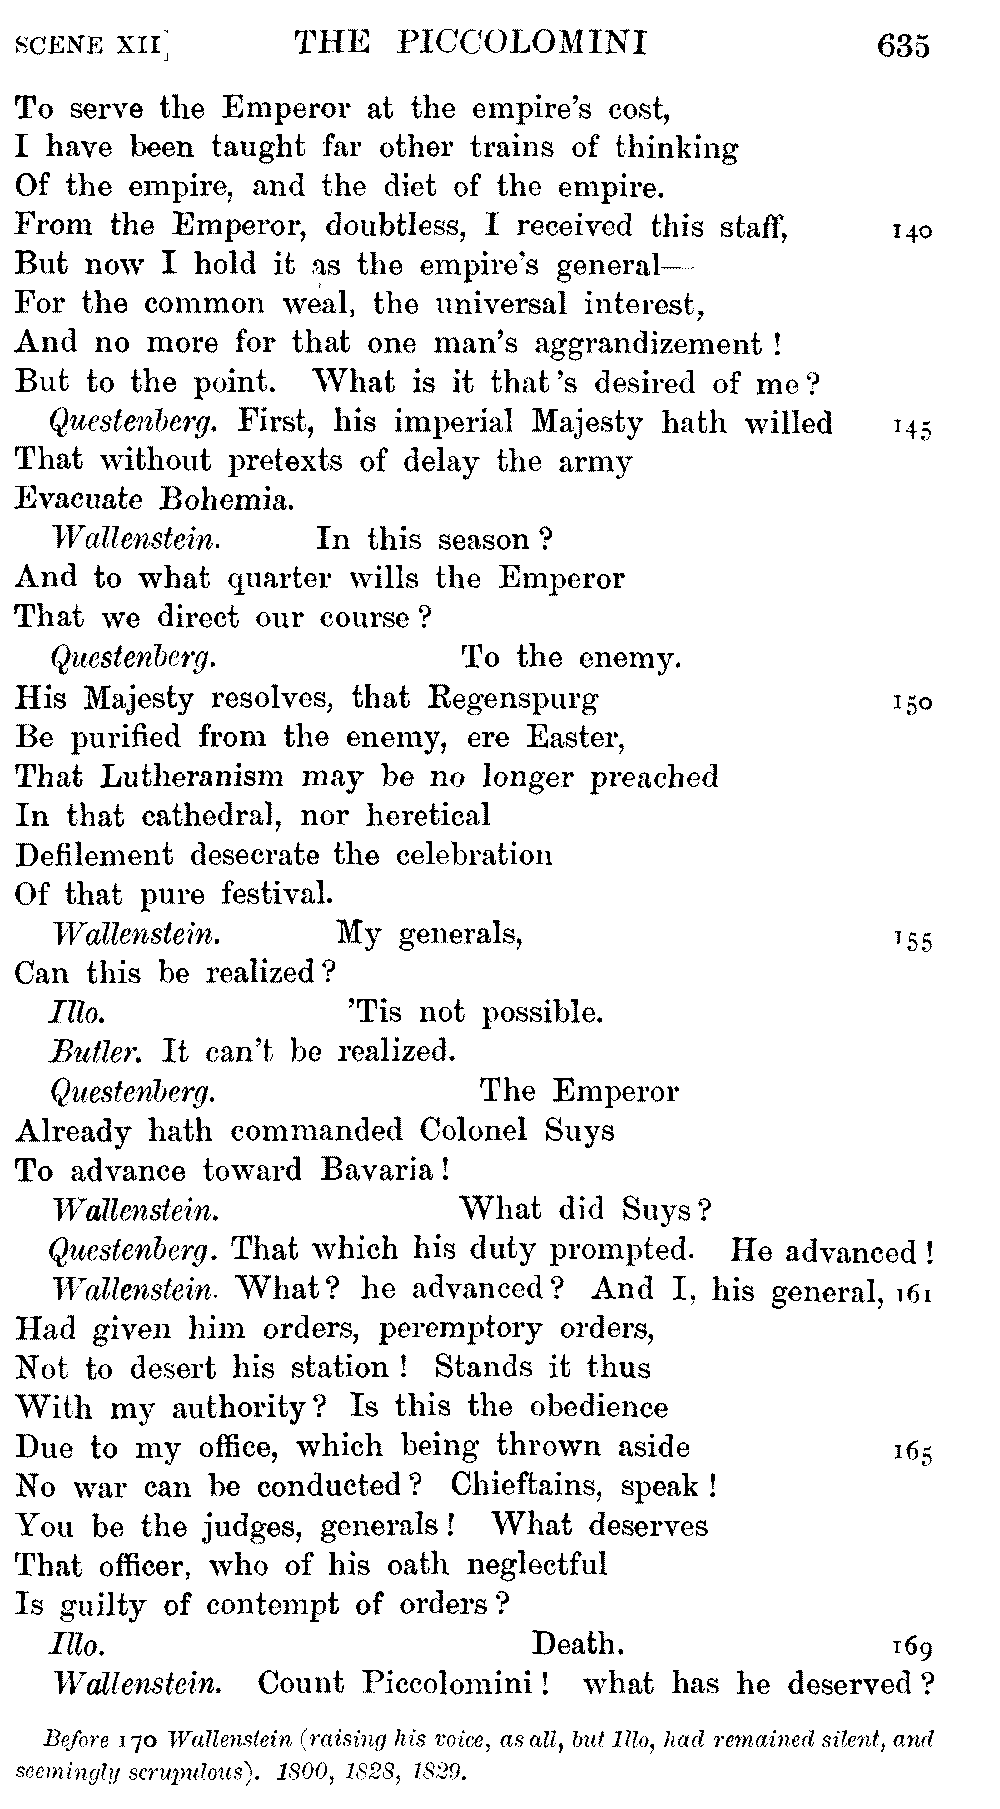 SCENE XII] THE PICCOLOMINI 635
To serve the Emperor at the empire's cost,
I have been taught far other trains of thinking
Of the empire, and the diet of the empire.
From the Emperor, doubtless, I received this staff, 140
But now I hold it as the empire's general—
For the common weal, the universal interest,
And no more for that one man's aggrandizement!
But to the point. What is it that's desired of me?
Questenberg. First, his imperial Majesty hath willed 145
That without pretexts of delay the army
Evacuate Bohemia.
Wallenstein. In this season?
And to what quarter wills the Emperor
That we direct our course?
Questenberg. To the enemy.
His Majesty resolves, that Regenspurg 150
Be purified from the enemy, ere Easter,
That Lutheranism may be no longer preached
In that cathedral, nor heretical
Defilement desecrate the celebration
Of that pure festival.
Wallenstein. My generals, 155
Can this be realized?
Illo. 'Tis not possible.
Butler. It can't be realized.
Questenberg. The Emperor
Already hath commanded Colonel Suys
To advance toward Bavaria!
Wallenstein. What did Suys?
Questenberg. That which his duty prompted. He advanced!
Wallenstein. What? he advanced? And I, his general, 161
Had given him orders, peremptory orders,
Not to desert his station! Stands it thus
With my authority? Is this the obedience
Due to my office, which being thrown aside 165
No war can be conducted? Chieftains, speak!
You be the judges, generals! What deserves
That officer, who of his oath neglectful
Is guilty of contempt of orders?
Illo. Death. 169
Wallenstein. Count Piccolomini! what has he deserved?
Before 170 Wallenstein (raising his voice, as all, but Illo, had remained silent, and
seemingly scrupulous). 1800, 1828, 1829.